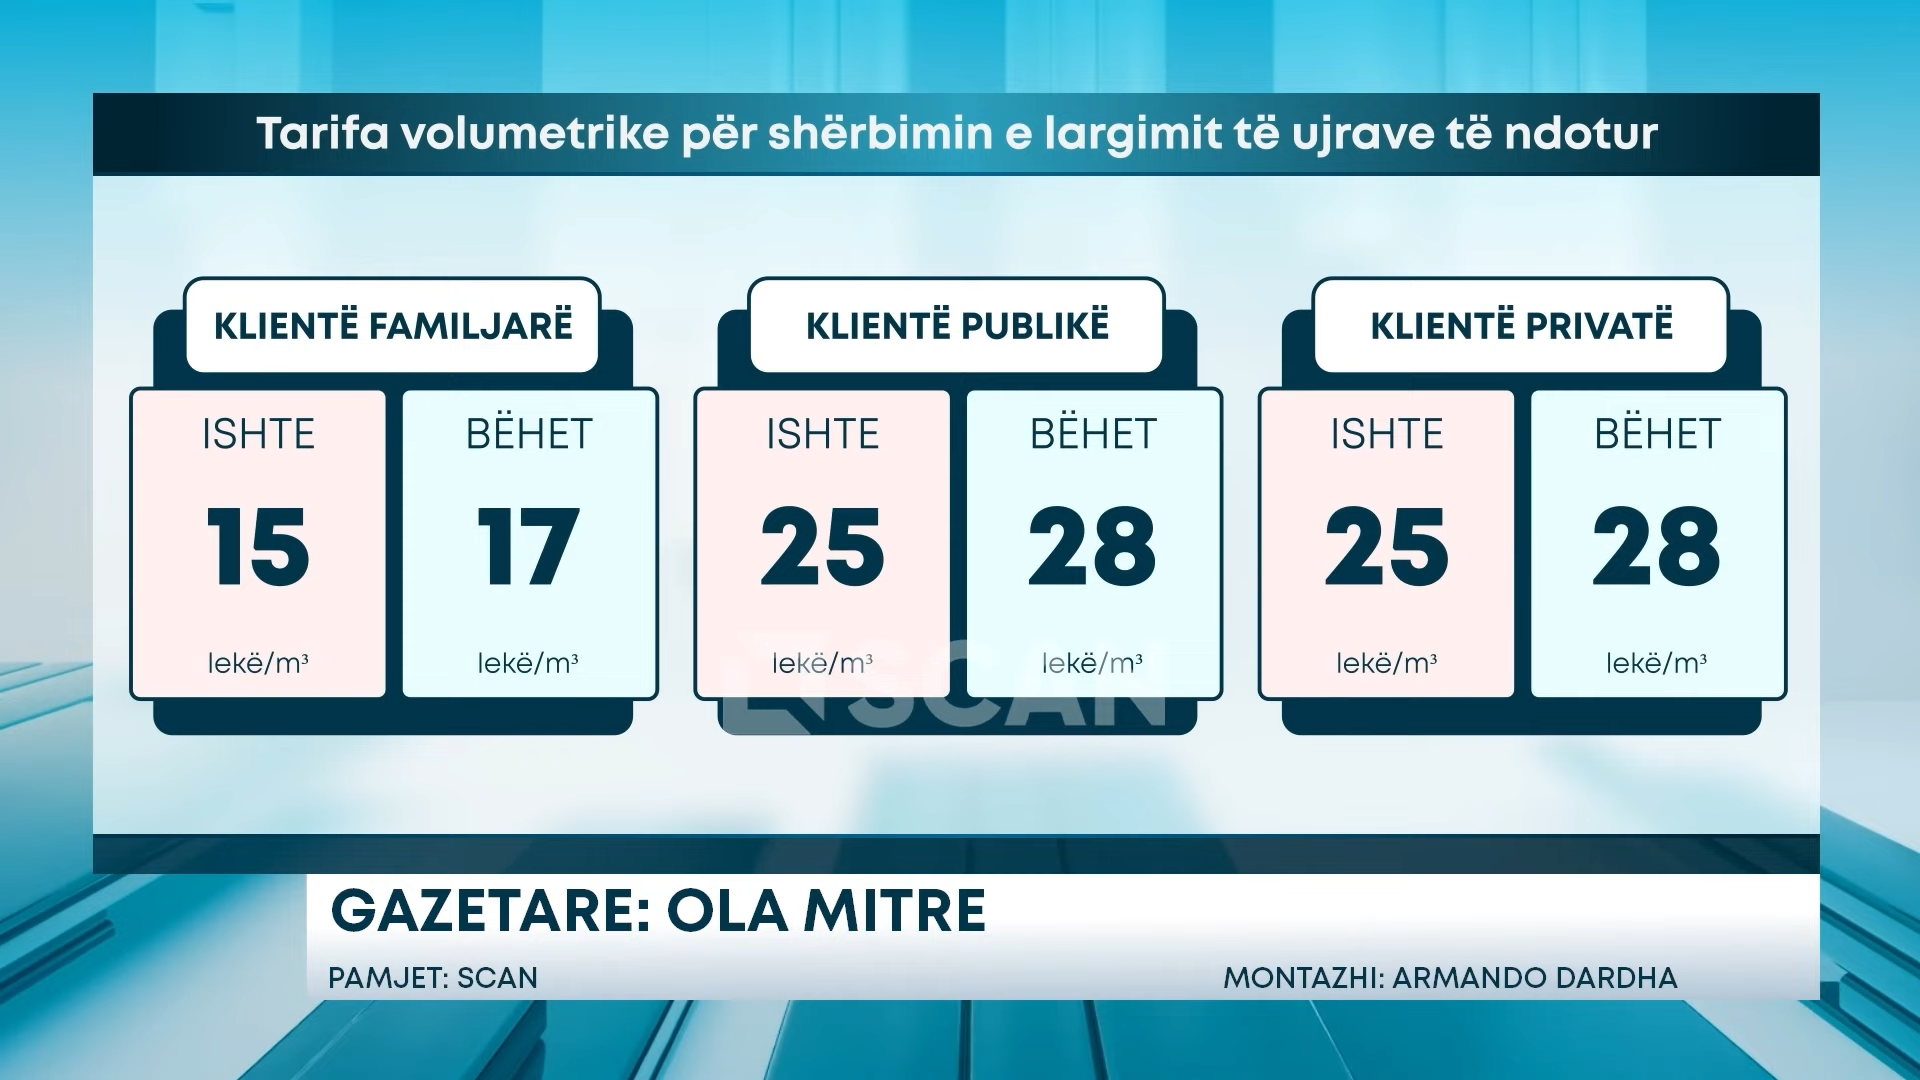 Tarifa volumetrike për shërbimin e largimit të ujrave të ndotur
KLIENTË FAMILJARË
ISHTE
15
lekë/m³
BËHET
17
lekë/m³
KLIENTË PUBLIKË
ISHTE
25
lekë/m³
BËHET
28
lekë/m³
KLIENTË PRIVATË
ISHTE
25
lekë/m³
BËHET
28
lekë/m³
SCAN
GAZETARE: OLA MITRE
PAMJET: SCAN
MONTAZHI: ARMANDO DARDHA